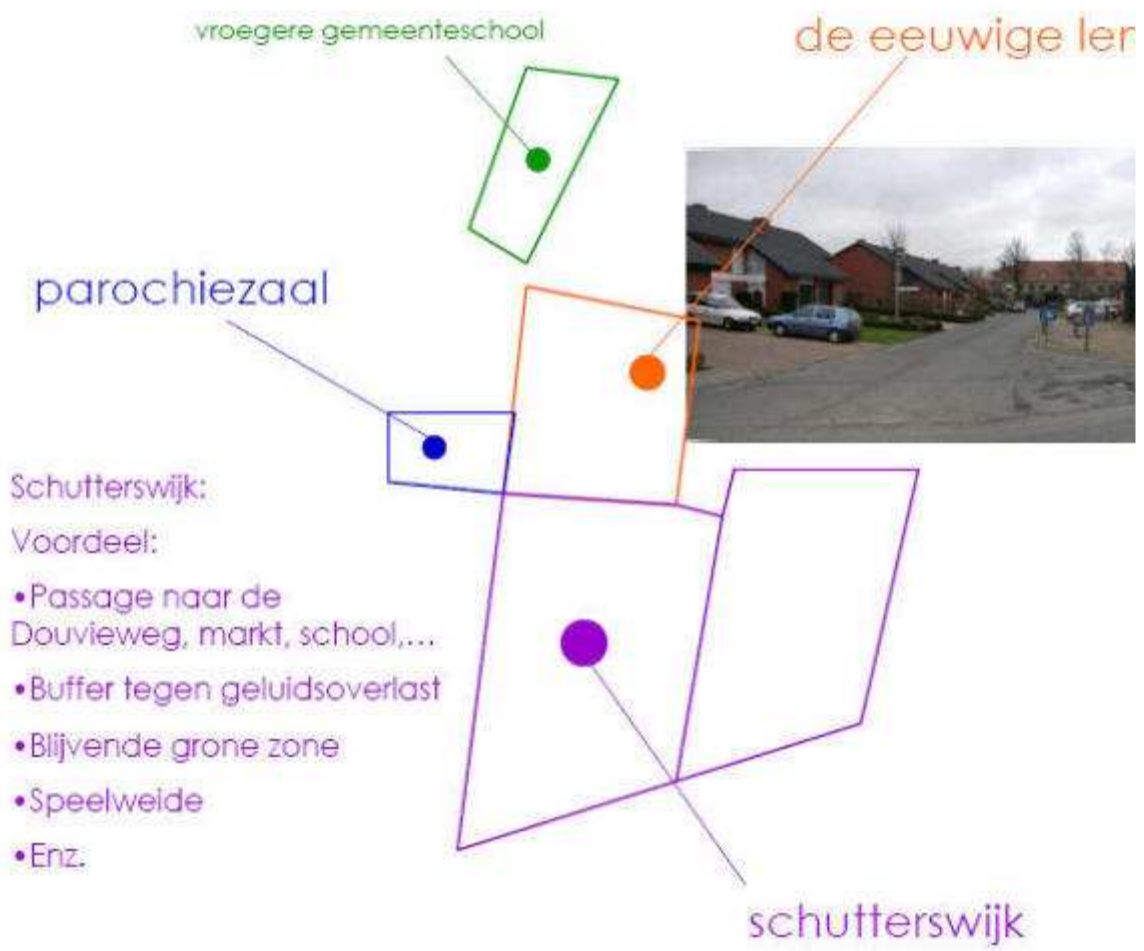 vroegere gemeenteschool
de eeuwige ler
parochiezaal
Schutterswijk:
Voordeel:
•Passage naar de
Douvieweg, markt, school,...
•Buffer tegen geluidsoverlast
•Blijvende grone zone
•Speelweide
•Enz.
schutterswijk